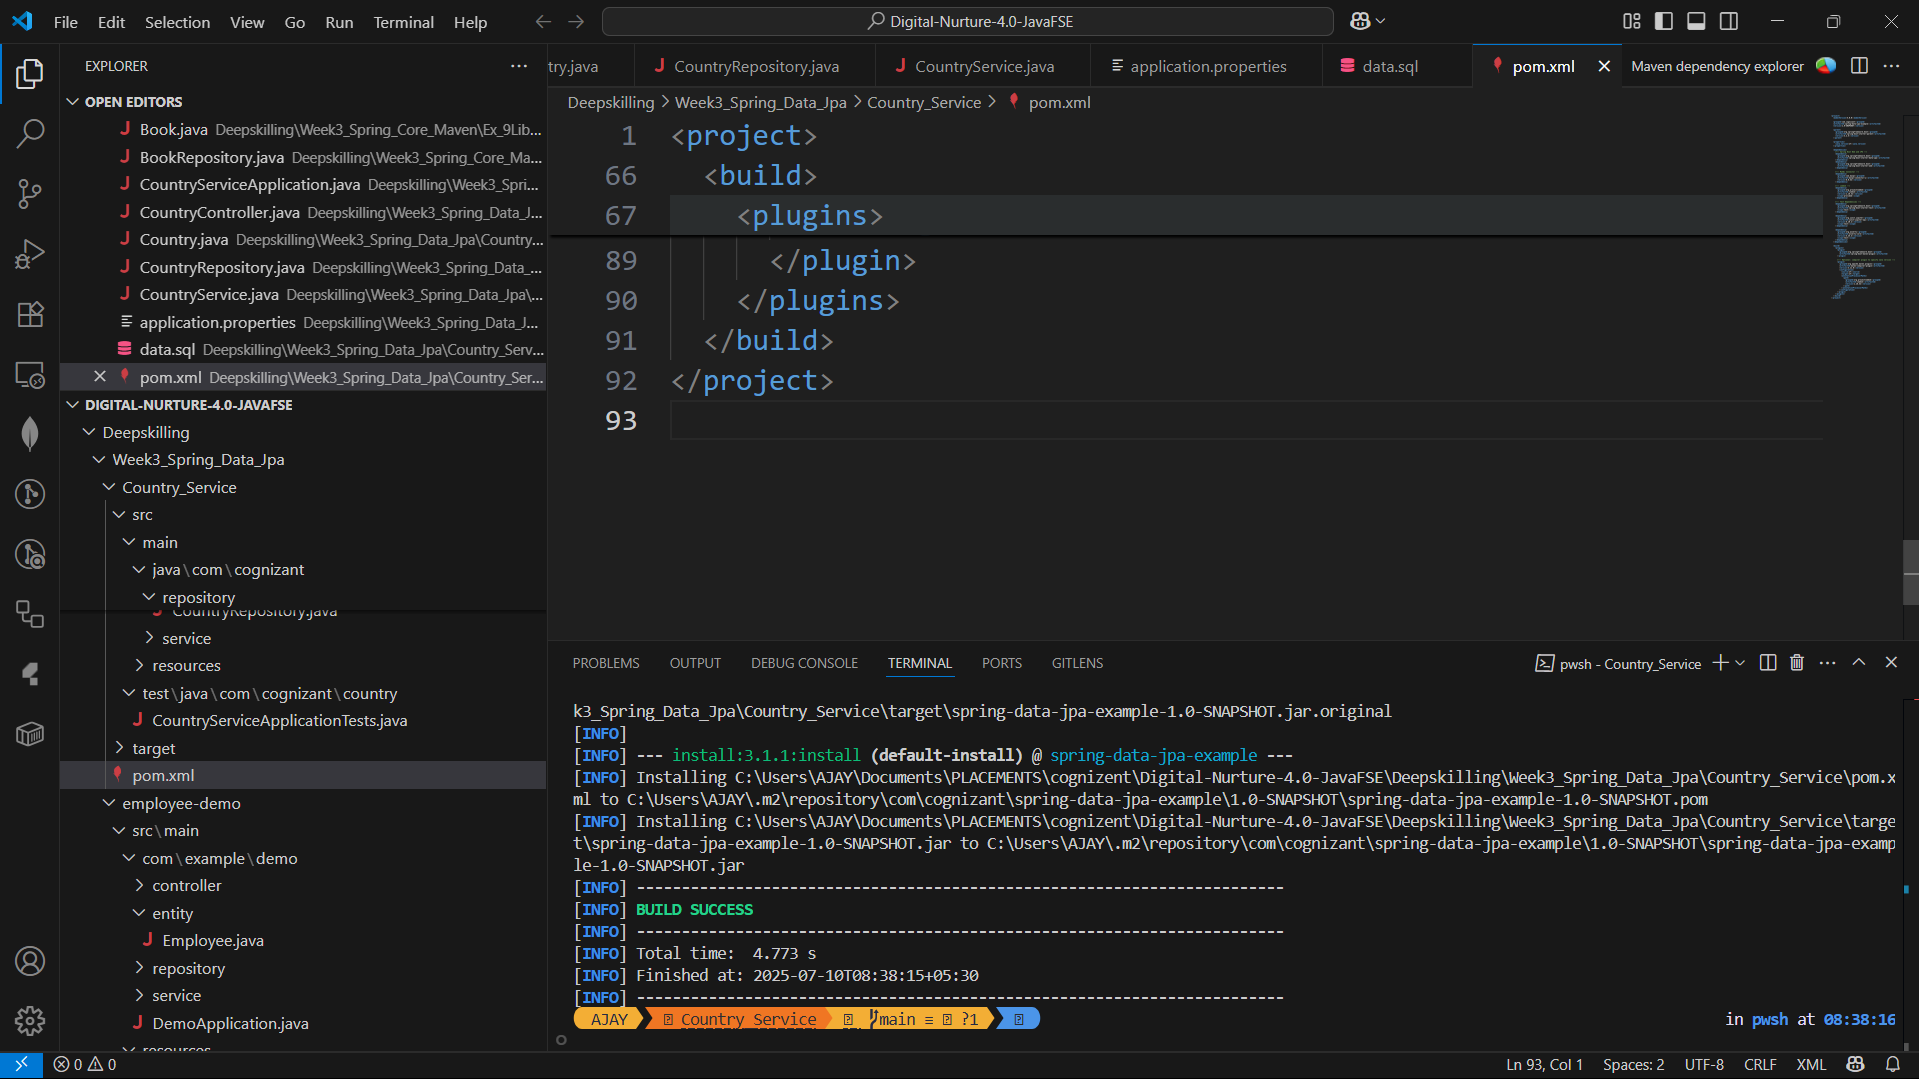 File Edit Selection View Go Run Terminal Help
Digital-Nurture-4.0-JavaFSE
EXPLORER
OPEN EDITORS
Book.java Deepskilling\Week3_Spring_Core_Maven\Ex_9Lib...
BookRepository.java Deepskilling\Week3_Spring_Core_Ma...
CountryServiceApplication.java Deepskilling\Week3_Spri...
CountryController.java Deepskilling\Week3_Spring_Data_J...
Country.java Deepskilling\Week3_Spring_Data_Jpa\Country...
CountryRepository.java Deepskilling\Week3_Spring_Data_...
CountryService.java Deepskilling\Week3_Spring_Data_Jpa\...
application.properties Deepskilling\Week3_Spring_Data_J...
data.sql Deepskilling\Week3_Spring_Data_Jpa\Country_Serv...
pom.xml Deepskilling\Week3_Spring_Data_Jpa\Country_Ser...
DIGITAL-NURTURE-4.0-JAVAFSE
Deepskilling
Week3_Spring_Data_Jpa
Country_Service
src
main
java\com\cognizant
repository
CountryRepository.java
service
resources
test\java\com\cognizant\country
CountryServiceApplicationTests.java
target
pom.xml
employee-demo
src\main
com\example\demo
controller
entity
Employee.java
repository
service
DemoApplication.java
resources
try.java CountryRepository.java CountryService.java application.properties data.sql pom.xml Maven dependency explorer
Deepskilling > Week3_Spring_Data_Jpa > Country_Service > pom.xml
1 <project>
66 <build>
67 <plugins>
89 </plugin>
90 </plugins>
91 </build>
92 </project>
93
PROBLEMS OUTPUT DEBUG CONSOLE TERMINAL PORTS GITLENS
pwsh - Country_Service
k3_Spring_Data_Jpa\Country_Service\target\spring-data-jpa-example-1.0-SNAPSHOT.jar.original
[INFO]
[INFO] --- install:3.1.1:install (default-install) @ spring-data-jpa-example ---
[INFO] Installing C:\Users\AJAY\Documents\PLACEMENTS\cognizent\Digital-Nurture-4.0-JavaFSE\Deepskilling\Week3_Spring_Data_Jpa\Country_Service\pom.x
ml to C:\Users\AJAY\.m2\repository\com\cognizant\spring-data-jpa-example\1.0-SNAPSHOT\spring-data-jpa-example-1.0-SNAPSHOT.pom
[INFO] Installing C:\Users\AJAY\Documents\PLACEMENTS\cognizent\Digital-Nurture-4.0-JavaFSE\Deepskilling\Week3_Spring_Data_Jpa\Country_Service\targe
t\spring-data-jpa-example-1.0-SNAPSHOT.jar to C:\Users\AJAY\.m2\repository\com\cognizant\spring-data-jpa-example\1.0-SNAPSHOT\spring-data-jpa-examp
le-1.0-SNAPSHOT.jar
[INFO] ------------------------------------------------------------------------
[INFO] BUILD SUCCESS
[INFO] ------------------------------------------------------------------------
[INFO] Total time: 4.773 s
[INFO] Finished at: 2025-07-10T08:38:15+05:30
[INFO] ------------------------------------------------------------------------
AJAY Country_Service main ≡ ?1 in pwsh at 08:38:16
0 0 Ln 93, Col 1 Spaces: 2 UTF-8 CRLF XML